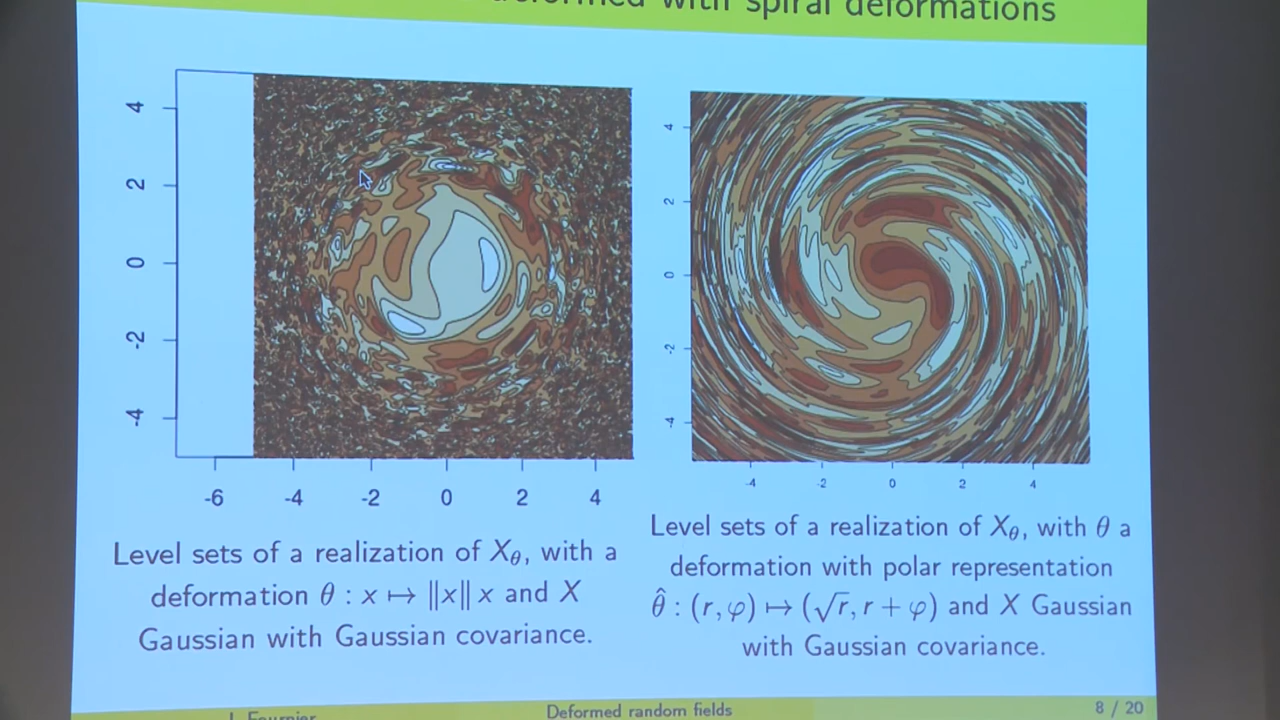 deformed with spiral deformations
4
2
0
-2
-4
-6 -4 -2 0 2 4
4
2
0
-2
-4
-4 -2 0 2 4
Level sets of a realization of X_θ, with a
deformation θ : x ↦ ‖x‖ x and X
Gaussian with Gaussian covariance.
Level sets of a realization of X_θ, with θ a
deformation with polar representation
θ̂ : (r, φ) ↦ (√r, r + φ) and X Gaussian
with Gaussian covariance.
J. Fournier Deformed random fields 8 / 20